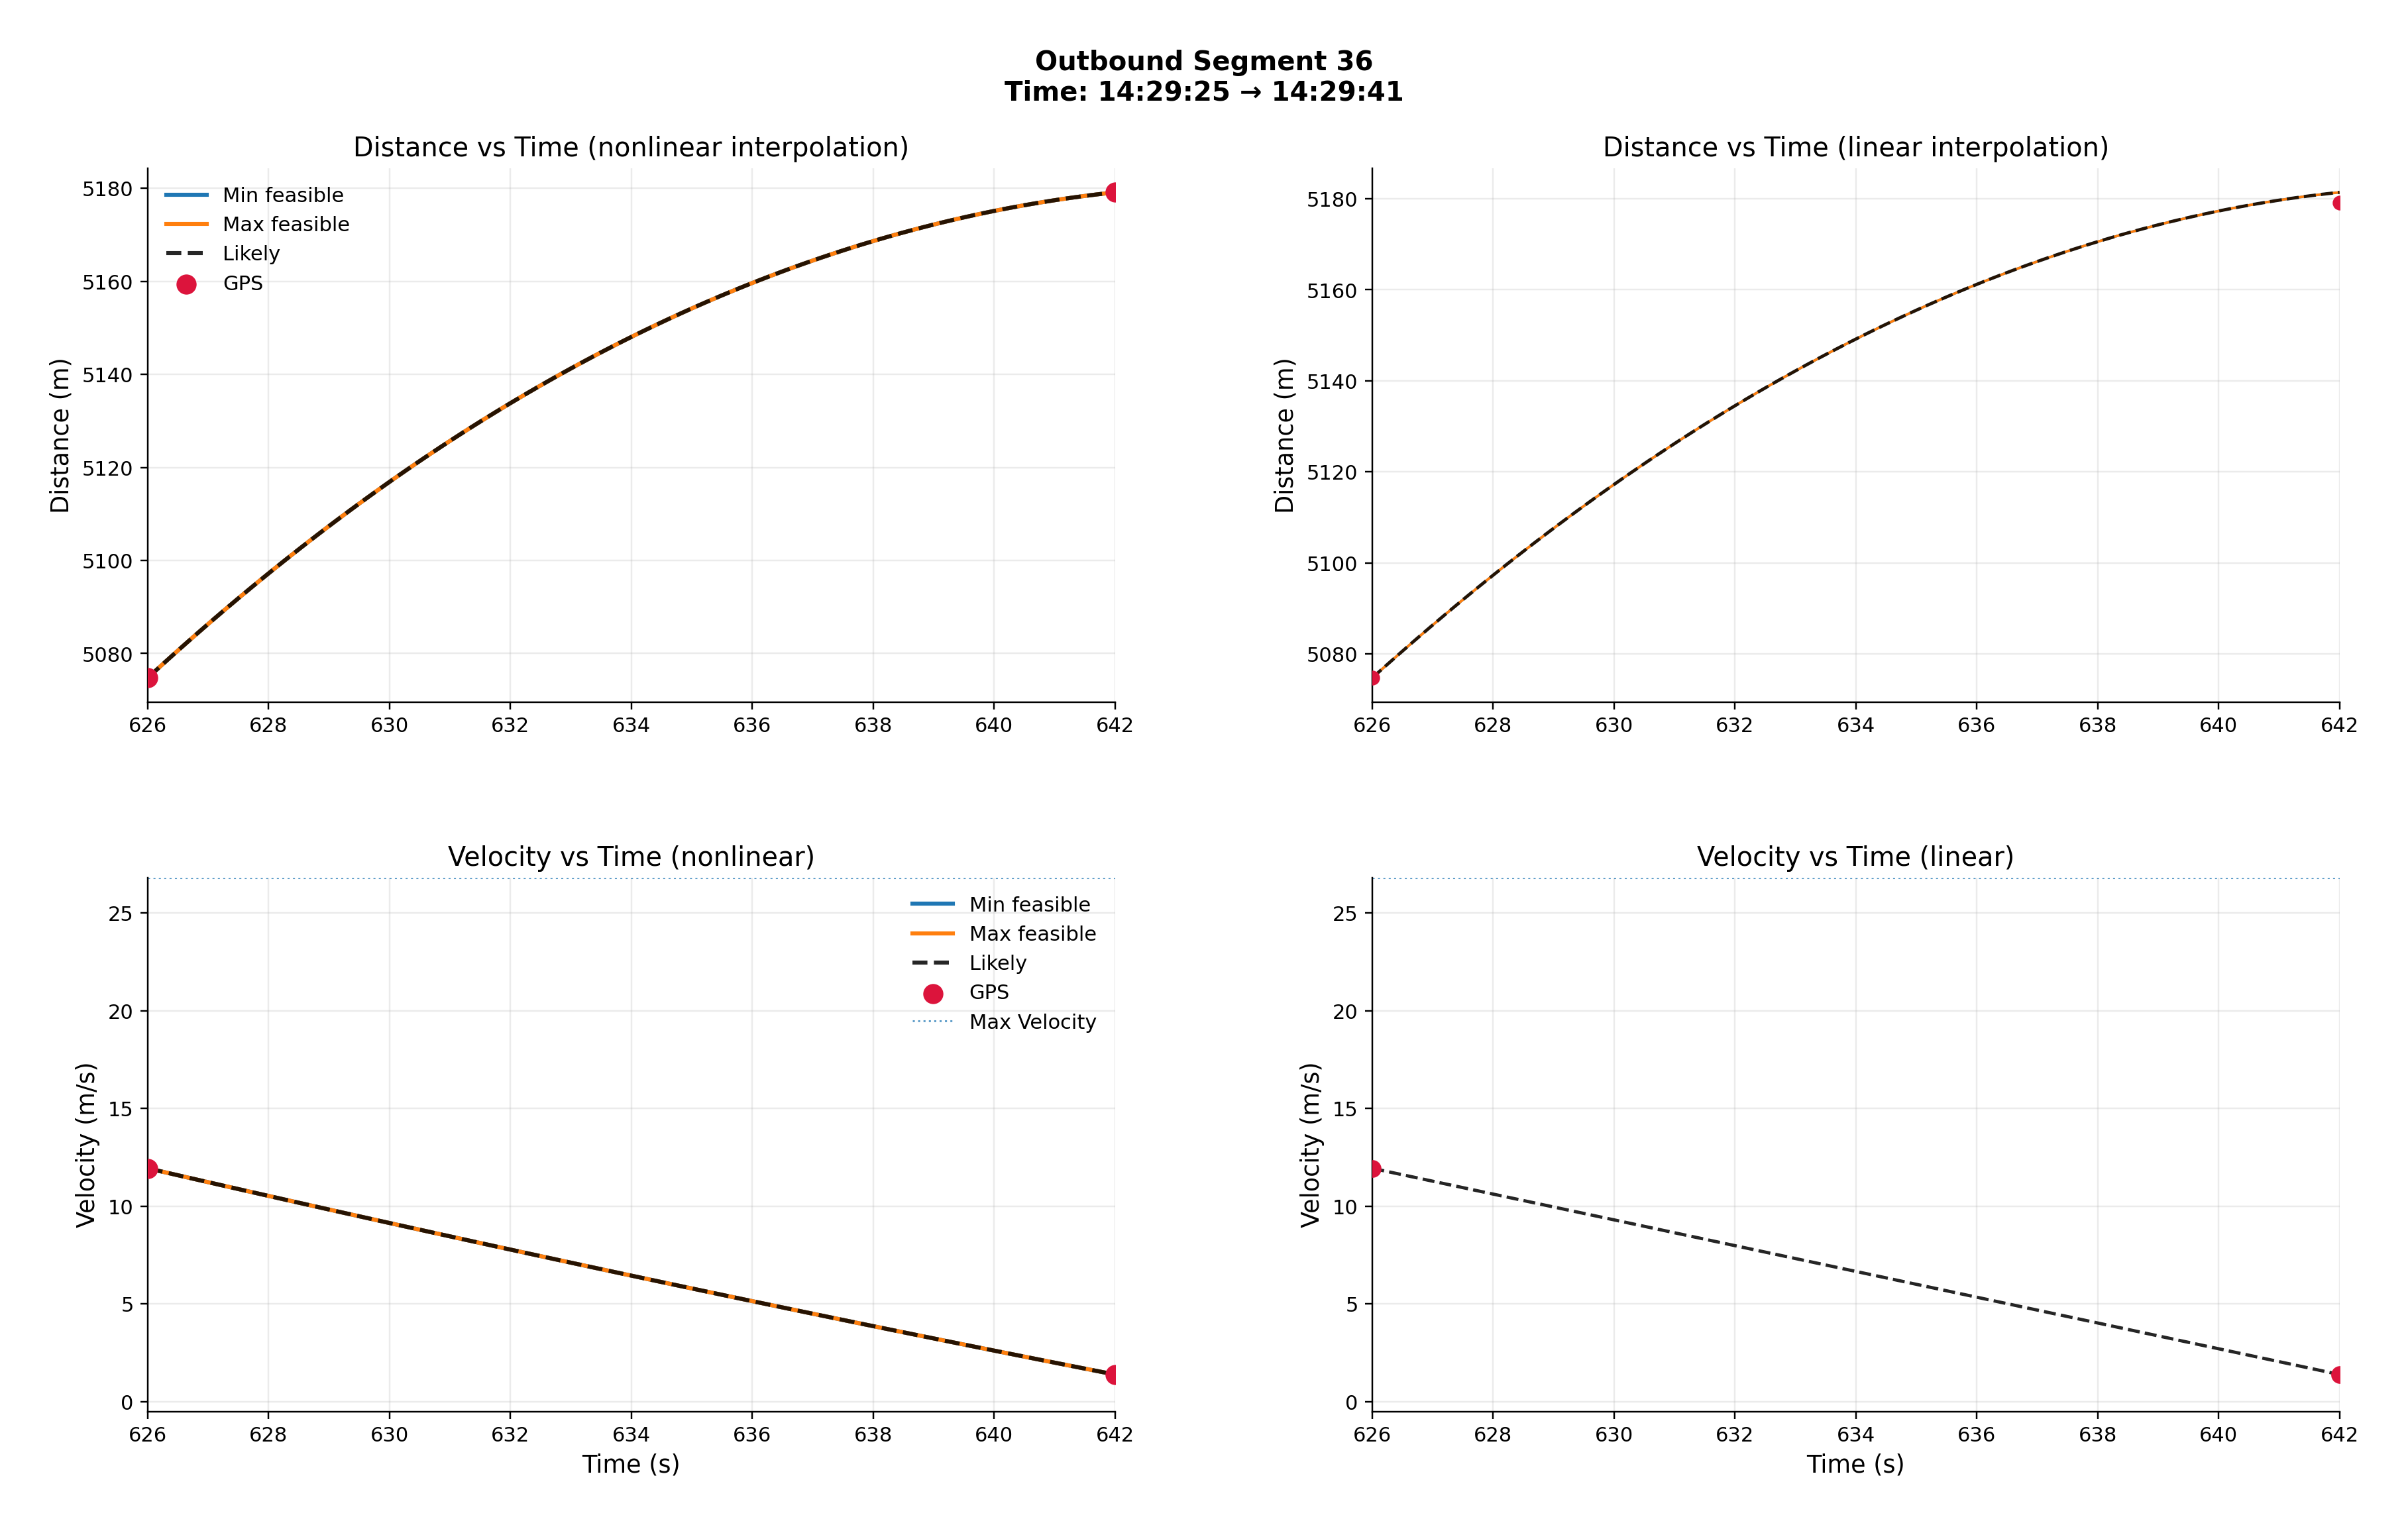 Outbound Segment 36
Time: 14:29:25 → 14:29:41
Distance vs Time (nonlinear interpolation)
Distance (m)
5180
5160
5140
5120
5100
5080
Min feasible
Max feasible
Likely
GPS
626 628 630 632 634 636 638 640 642
Distance vs Time (linear interpolation)
Distance (m)
5180
5160
5140
5120
5100
5080
626 628 630 632 634 636 638 640 642
Velocity vs Time (nonlinear)
Velocity (m/s)
25
20
15
10
5
0
Min feasible
Max feasible
Likely
GPS
Max Velocity
626 628 630 632 634 636 638 640 642
Time (s)
Velocity vs Time (linear)
Velocity (m/s)
25
20
15
10
5
0
626 628 630 632 634 636 638 640 642
Time (s)